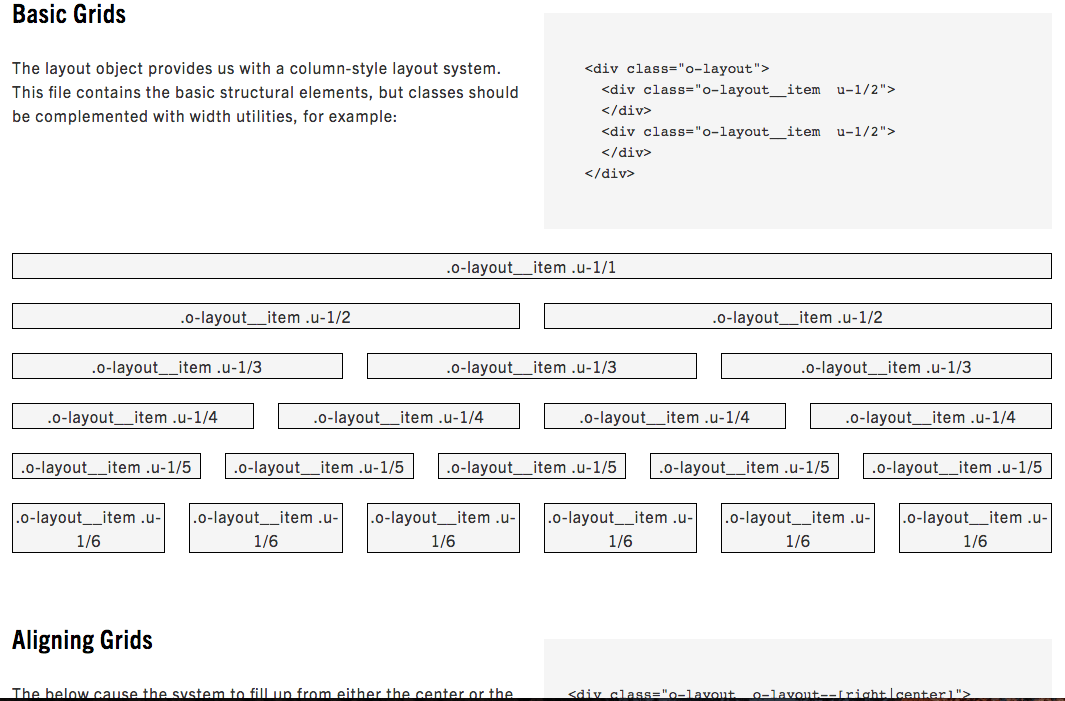 Basic Grids
The layout object provides us with a column-style layout system.
This file contains the basic structural elements, but classes should
be complemented with width utilities, for example:
<div class="o-layout">
<div class="o-layout__item  u-1/2">
</div>
<div class="o-layout__item  u-1/2">
</div>
</div>
.o-layout__item .u-1/1
.o-layout__item .u-1/2
.o-layout__item .u-1/2
.o-layout__item .u-1/3
.o-layout__item .u-1/3
.o-layout__item .u-1/3
.o-layout__item .u-1/4
.o-layout__item .u-1/4
.o-layout__item .u-1/4
.o-layout__item .u-1/4
.o-layout__item .u-1/5
.o-layout__item .u-1/5
.o-layout__item .u-1/5
.o-layout__item .u-1/5
.o-layout__item .u-1/5
.o-layout__item .u-
1/6
.o-layout__item .u-
1/6
.o-layout__item .u-
1/6
.o-layout__item .u-
1/6
.o-layout__item .u-
1/6
.o-layout__item .u-
1/6
Aligning Grids
The below cause the system to fill up from either the center or the
<div class="o-layout  o-layout--[right|center]">